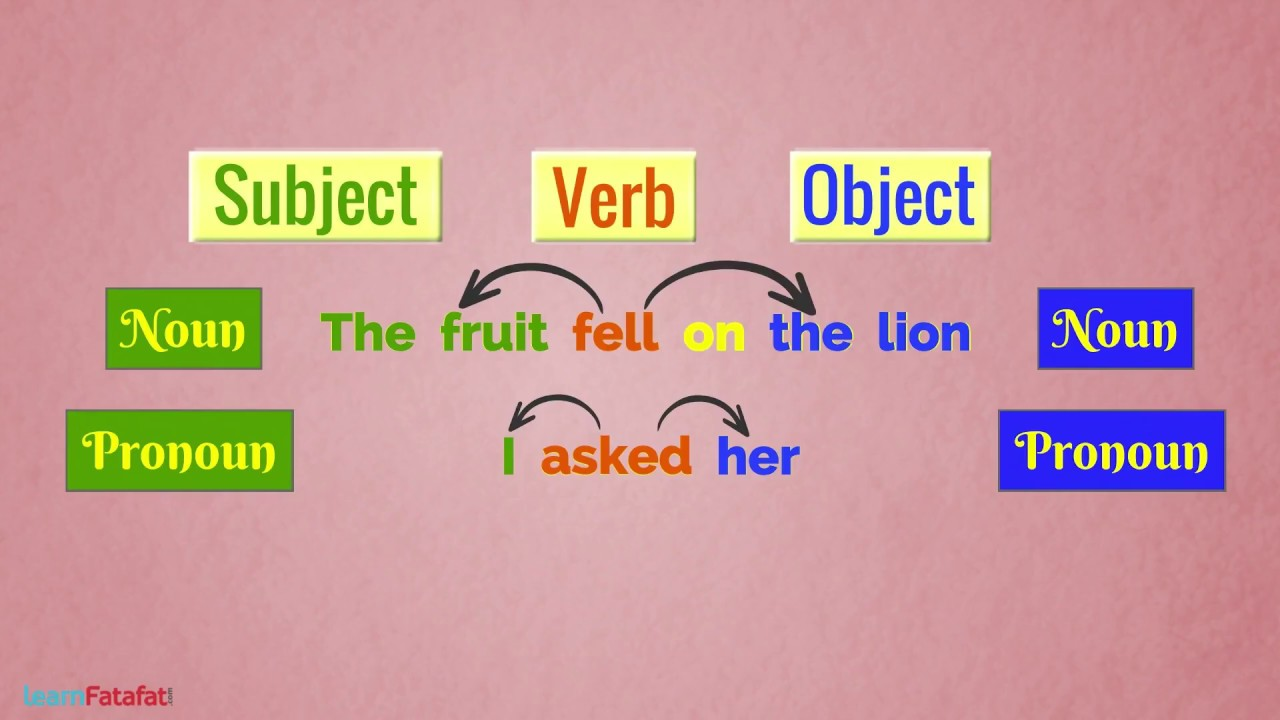 Subject Verb Object
Noun The fruit fell on the lion Noun
Pronoun I asked her Pronoun
LearnFatafat.com